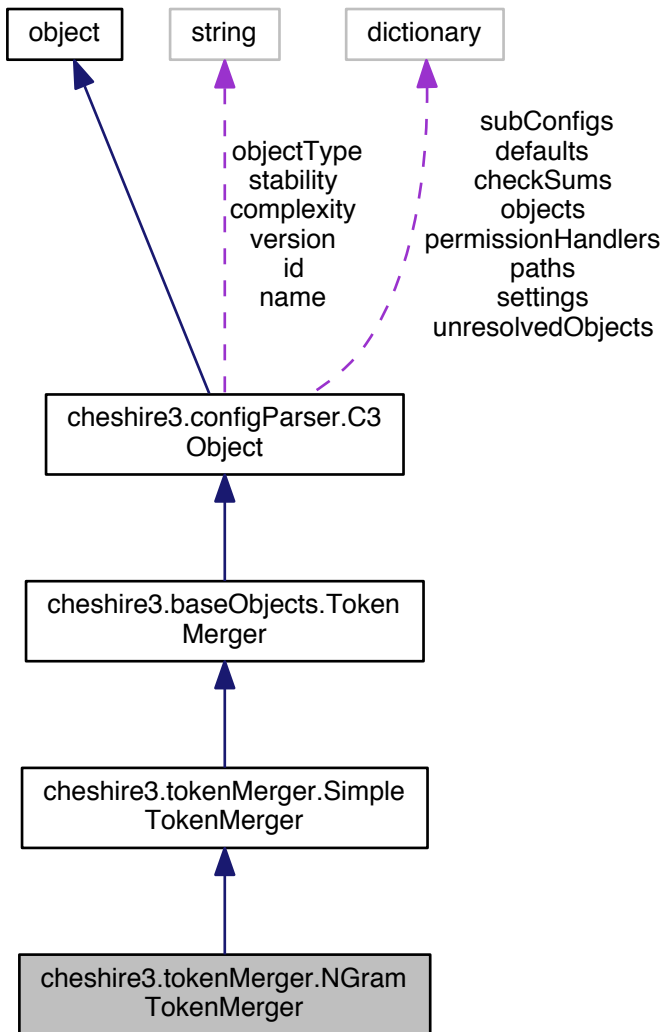 object
string
dictionary
objectType
stability
complexity
version
id
name
subConfigs
defaults
checkSums
objects
permissionHandlers
paths
settings
unresolvedObjects
cheshire3.configParser.C3
Object
cheshire3.baseObjects.Token
Merger
cheshire3.tokenMerger.Simple
TokenMerger
cheshire3.tokenMerger.NGram
TokenMerger